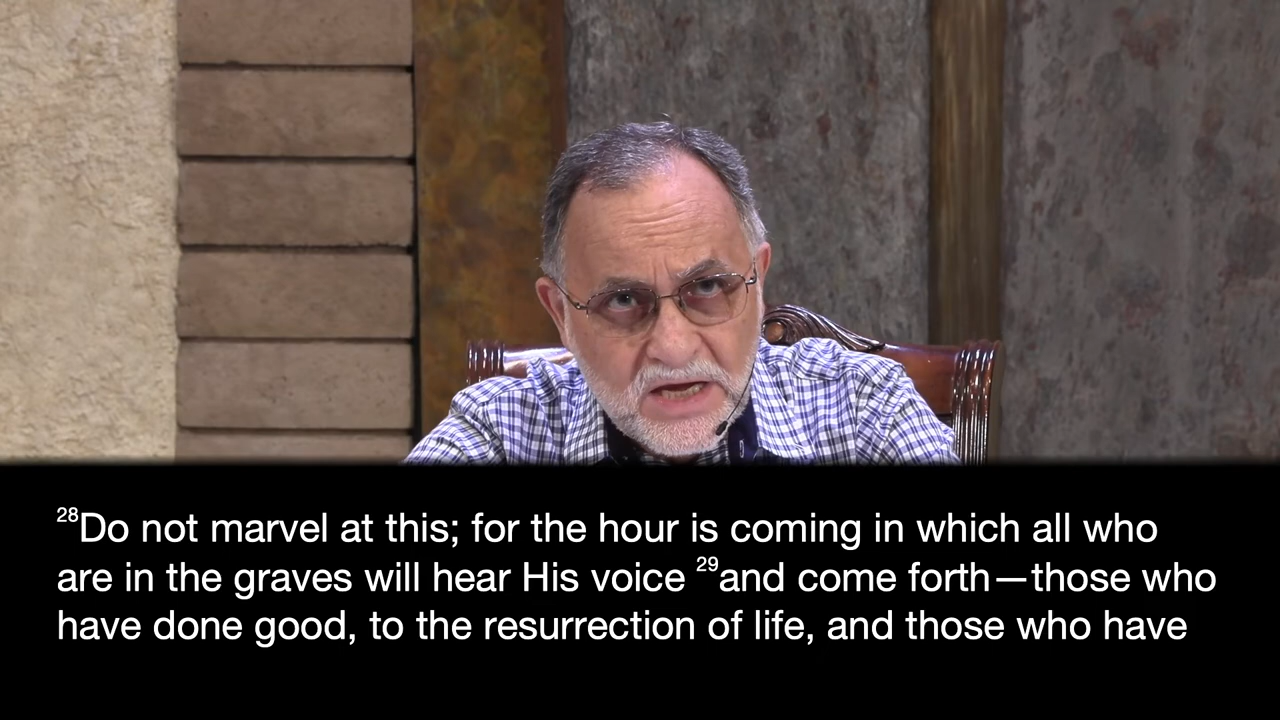 28Do not marvel at this; for the hour is coming in which all who
are in the graves will hear His voice 29and come forth—those who
have done good, to the resurrection of life, and those who have